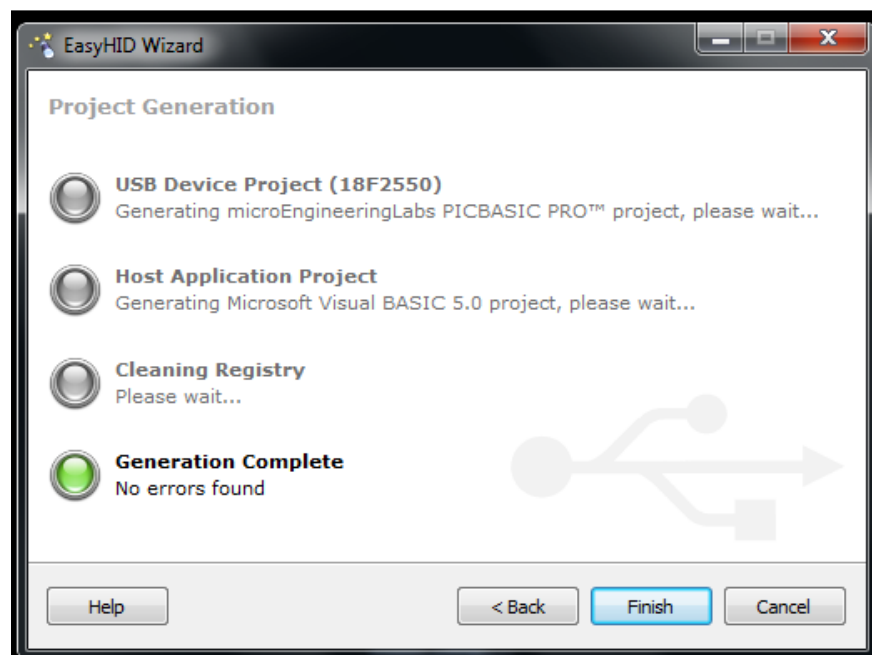 EasyHID Wizard
Project Generation
USB Device Project (18F2550)
Generating microEngineeringLabs PICBASIC PRO™ project, please wait...
Host Application Project
Generating Microsoft Visual BASIC 5.0 project, please wait...
Cleaning Registry
Please wait...
Generation Complete
No errors found
Help < Back Finish Cancel